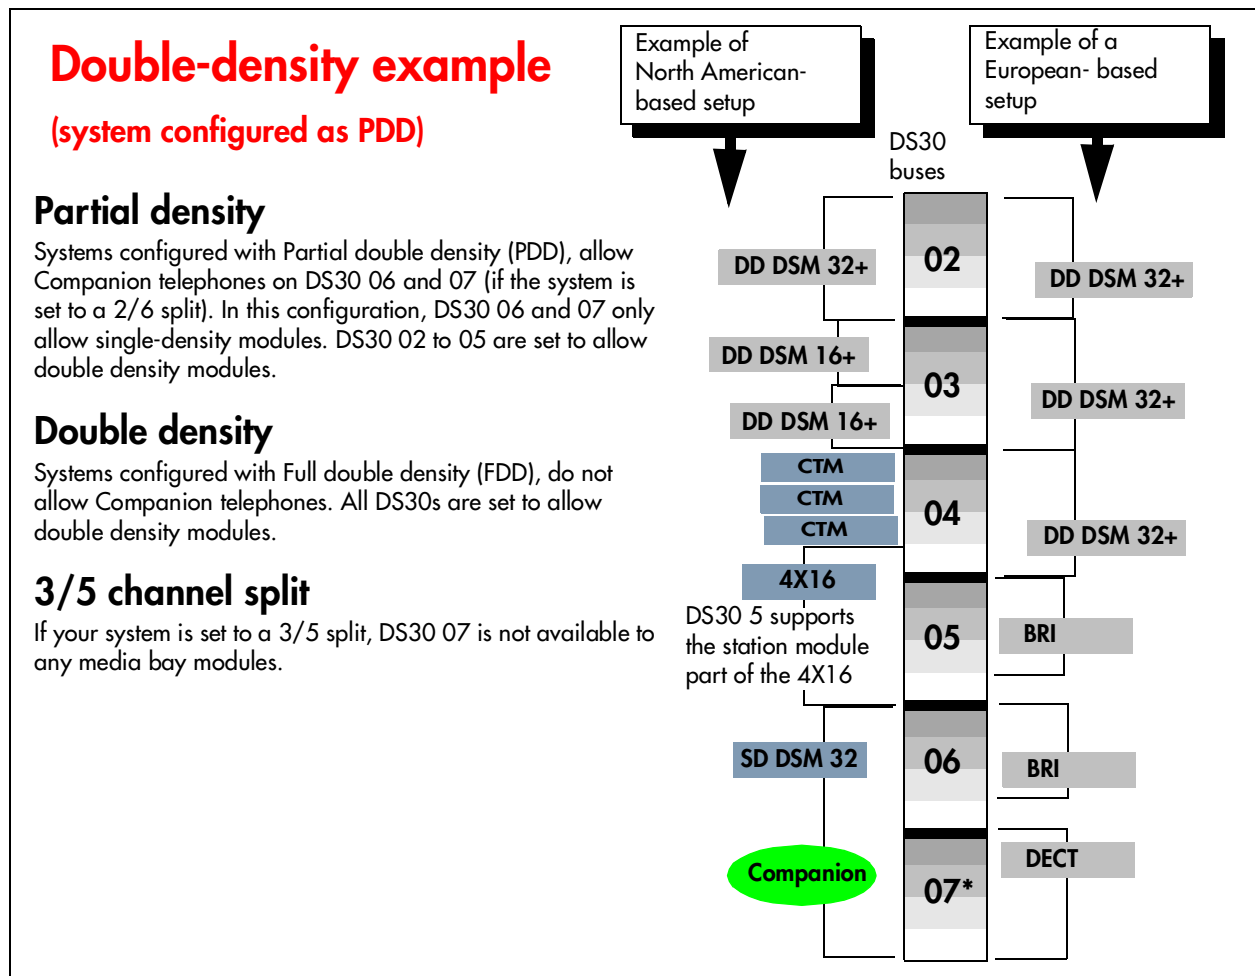 Double-density example
(system configured as PDD)
Partial density
Systems configured with Partial double density (PDD), allow
Companion telephones on DS30 06 and 07 (if the system is
set to a 2/6 split). In this configuration, DS30 06 and 07 only
allow single-density modules. DS30 02 to 05 are set to allow
double density modules.
Double density
Systems configured with Full double density (FDD), do not
allow Companion telephones. All DS30s are set to allow
double density modules.
3/5 channel split
If your system is set to a 3/5 split, DS30 07 is not available to
any media bay modules.
Example of
North American-
based setup
Example of a
European- based
setup
DS30
buses
DD DSM 32+
02
DD DSM 32+
DD DSM 16+
03
DD DSM 32+
DD DSM 16+
CTM
CTM
CTM
04
DD DSM 32+
4X16
DS30 5 supports
the station module
part of the 4X16
05
BRI
SD DSM 32
06
BRI
Companion
07*
DECT